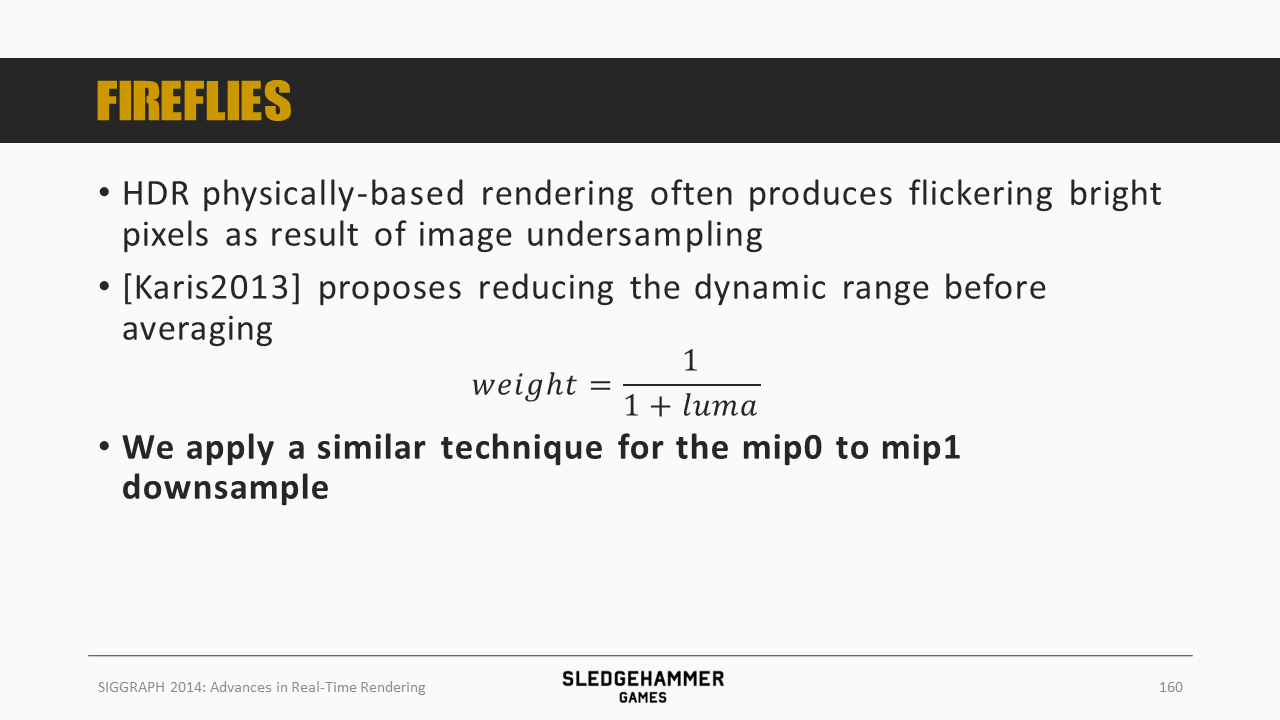 FIREFLIES
• HDR physically-based rendering often produces flickering bright
pixels as result of image undersampling
• [Karis2013] proposes reducing the dynamic range before
averaging
weight = 1 / (1 + luma)
• We apply a similar technique for the mip0 to mip1
downsample
SIGGRAPH 2014: Advances in Real-Time Rendering
SLEDGEHAMMER
GAMES
160